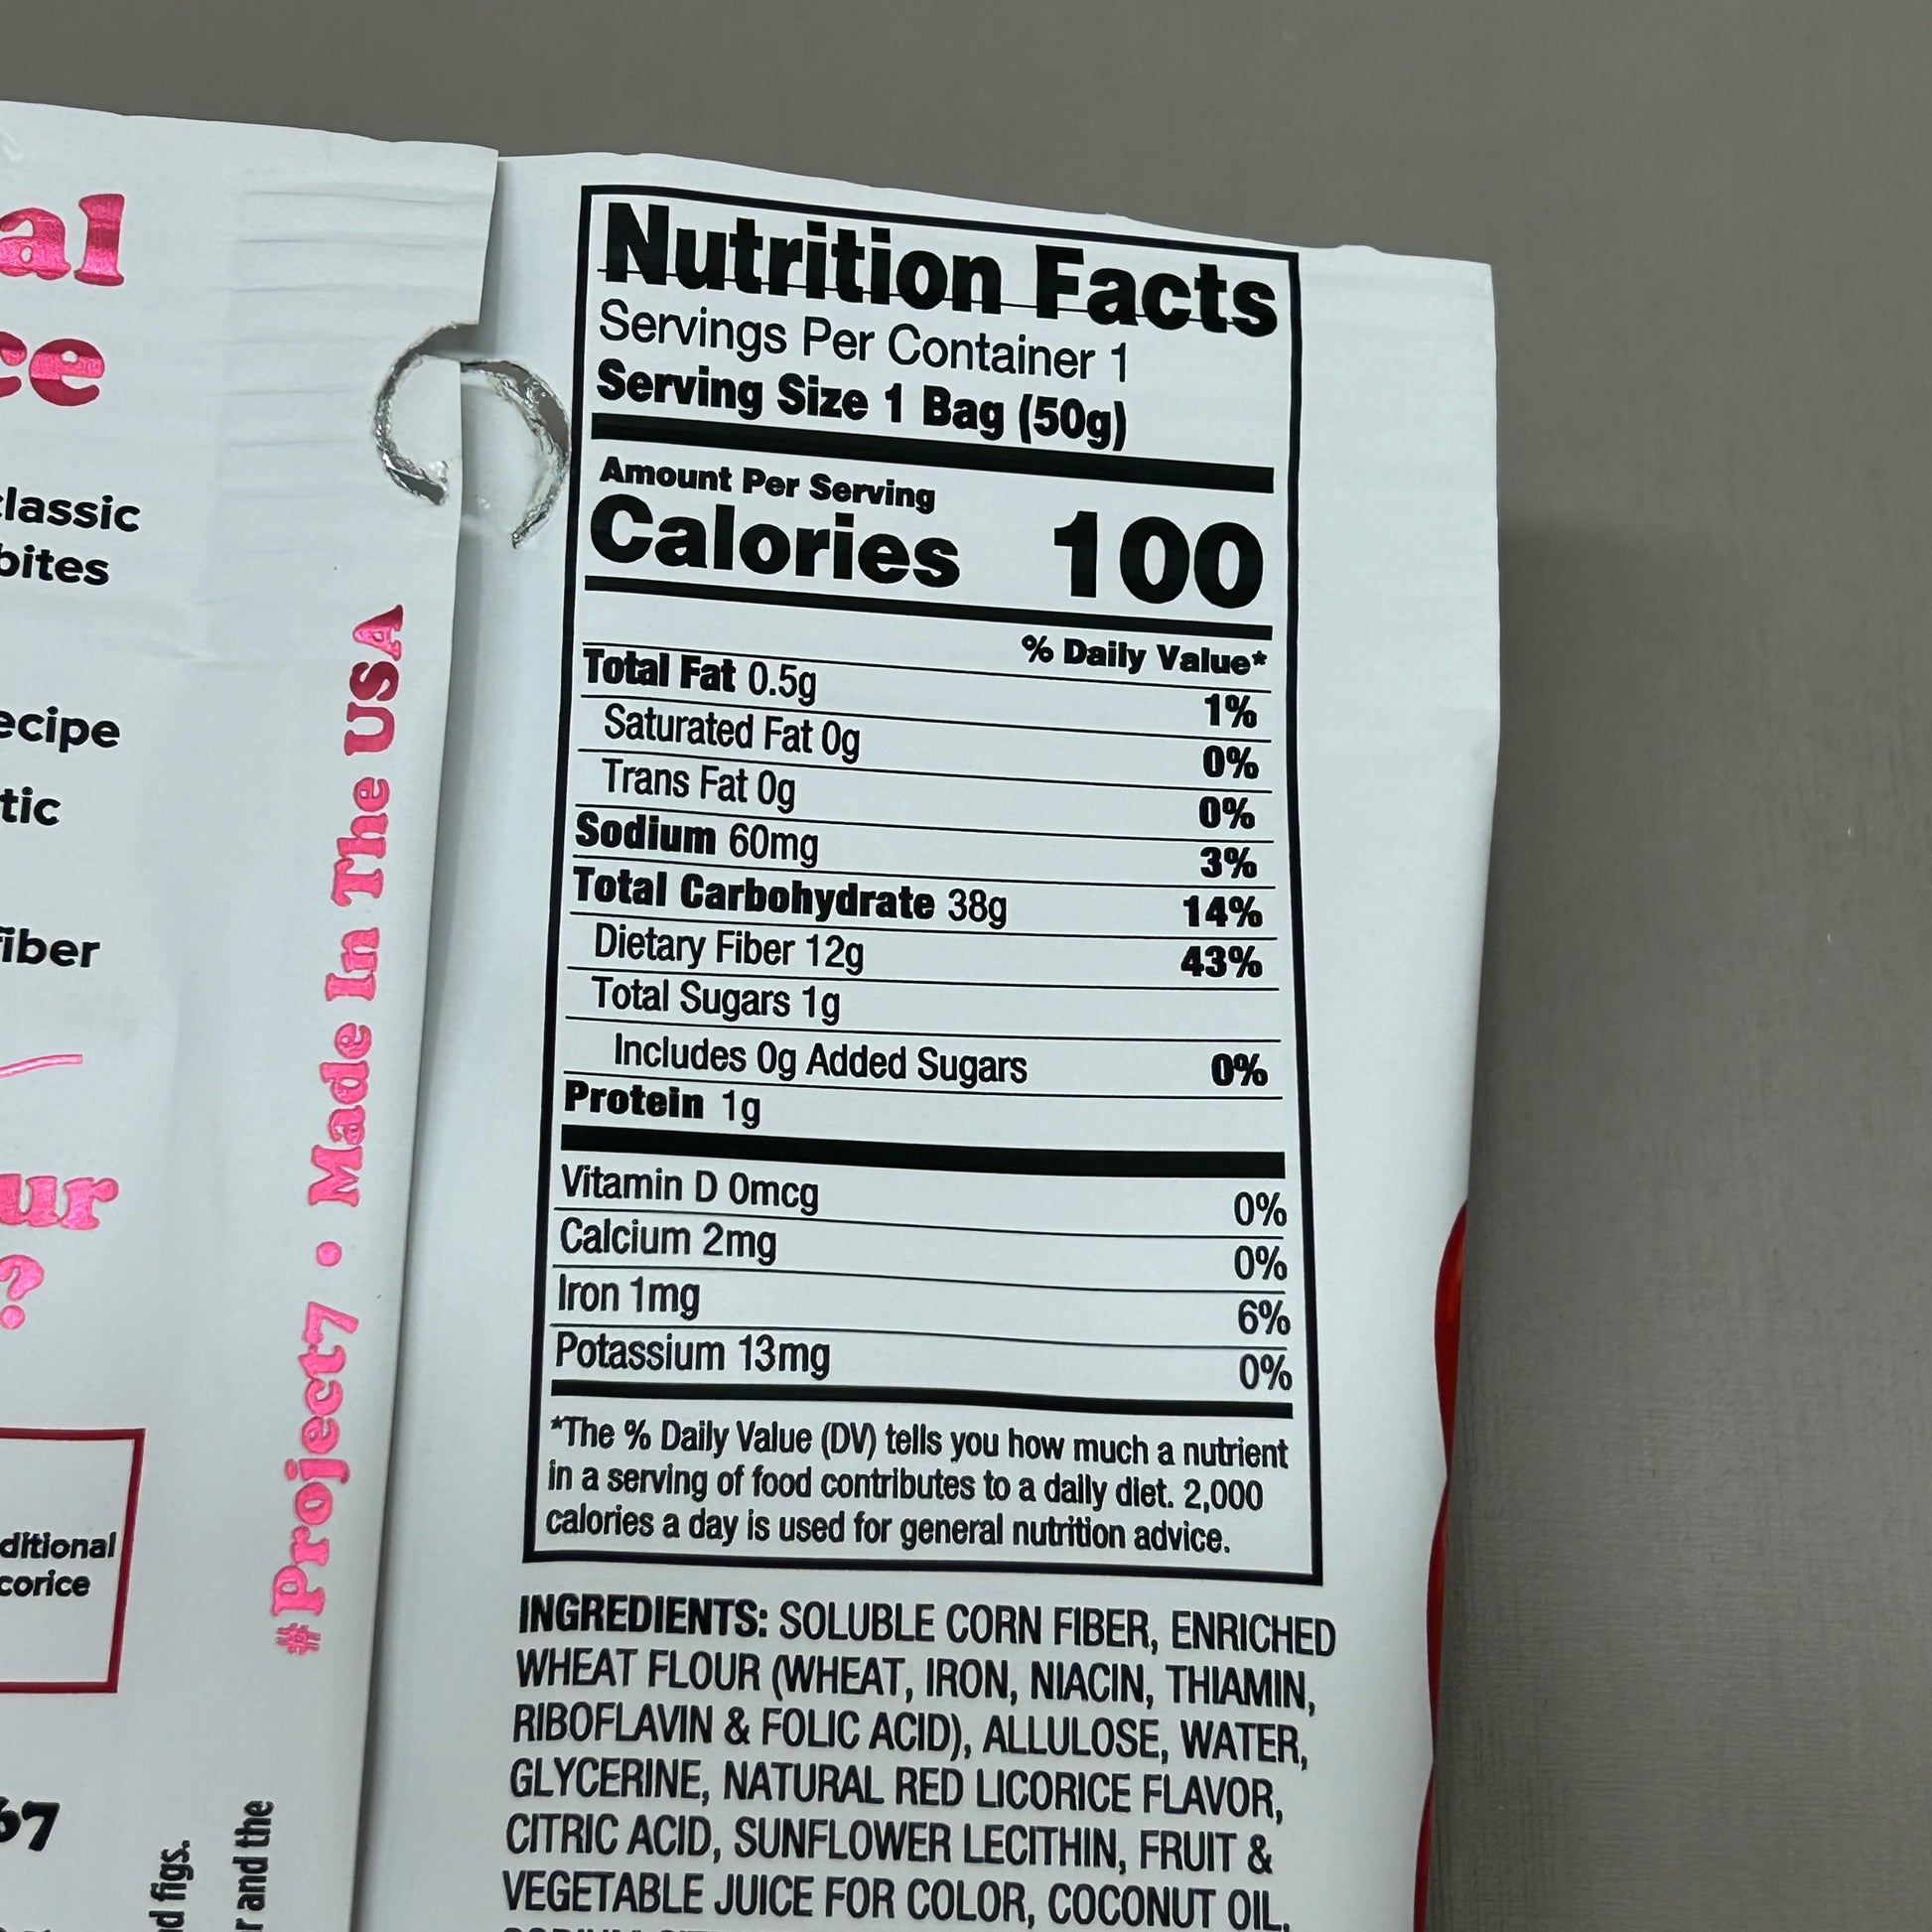 al
ce
classic
bites
ecipe
tic
fiber
ur
?
ditional
corice
67
d figs.
r and the
#Project7 • Made In The USA
Nutrition Facts
Servings Per Container 1
Serving Size 1 Bag (50g)
Amount Per Serving
Calories 100
% Daily Value*
Total Fat 0.5g 1%
Saturated Fat 0g 0%
Trans Fat 0g 0%
Sodium 60mg 3%
Total Carbohydrate 38g 14%
Dietary Fiber 12g 43%
Total Sugars 1g
Includes 0g Added Sugars 0%
Protein 1g
Vitamin D 0mcg 0%
Calcium 2mg 0%
Iron 1mg 6%
Potassium 13mg 0%
*The % Daily Value (DV) tells you how much a nutrient
in a serving of food contributes to a daily diet. 2,000
calories a day is used for general nutrition advice.
INGREDIENTS: SOLUBLE CORN FIBER, ENRICHED
WHEAT FLOUR (WHEAT, IRON, NIACIN, THIAMIN,
RIBOFLAVIN & FOLIC ACID), ALLULOSE, WATER,
GLYCERINE, NATURAL RED LICORICE FLAVOR,
CITRIC ACID, SUNFLOWER LECITHIN, FRUIT &
VEGETABLE JUICE FOR COLOR, COCONUT OIL,